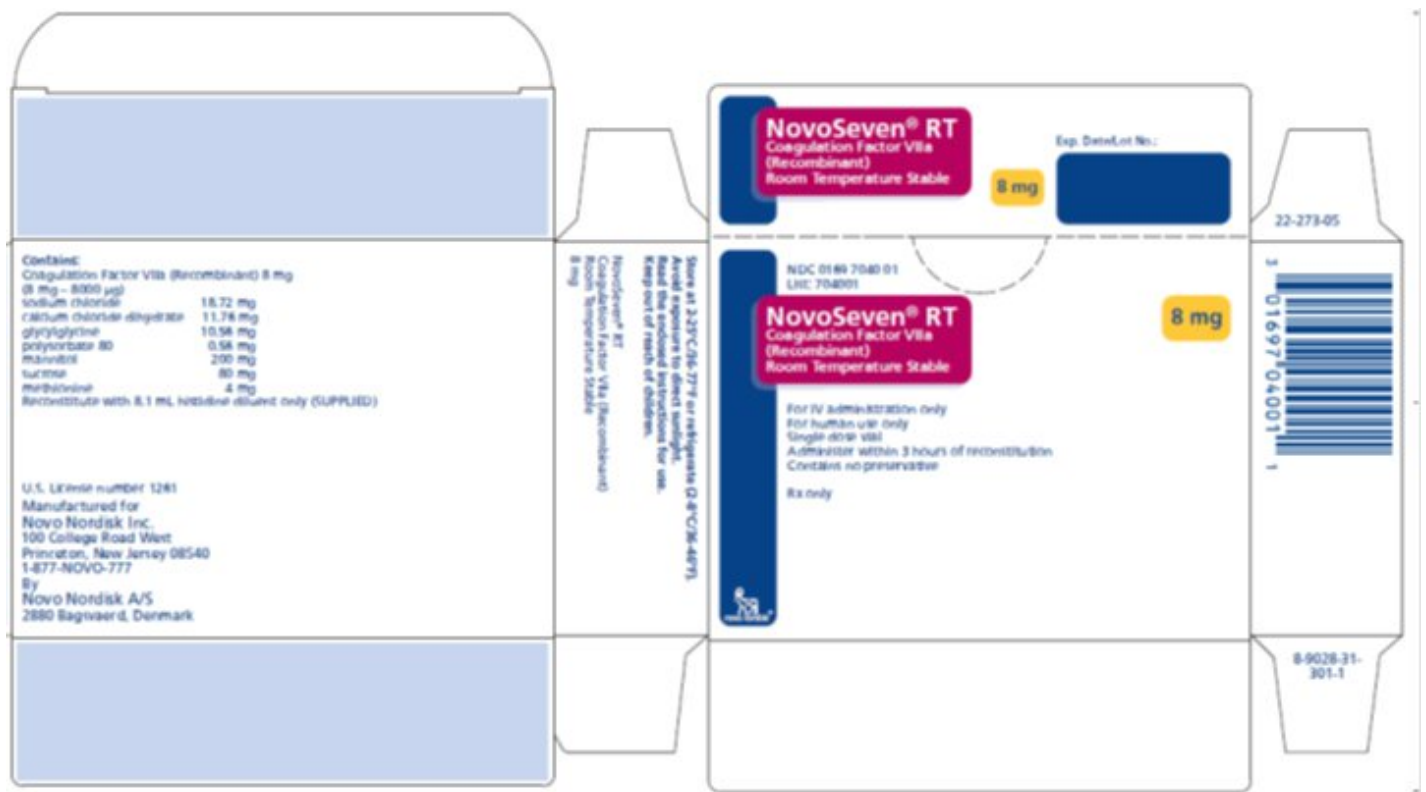 NovoSeven® RT
Coagulation Factor VIIa
(Recombinant)
Room Temperature Stable
8 mg
Exp. Date/Lot No.:
22-273-05
Contains:
Coagulation Factor VIIa (Recombinant) 8 mg
(8 mg – 8000 µg)
sodium chloride 18.72 mg
calcium chloride dihydrate 11.76 mg
glycylglycine 10.56 mg
polysorbate 80 0.56 mg
mannitol 200 mg
sucrose 80 mg
methionine 4 mg
Reconstitute with 8.1 mL histidine diluent only (SUPPLIED)
U.S. License number 1261
Manufactured for
Novo Nordisk Inc.
100 College Road West
Princeton, New Jersey 08540
1-877-NOVO-777
By
Novo Nordisk A/S
2880 Bagsvaerd, Denmark
Store at 2-25°C/36-77°F or refrigerate (2-8°C/36-46°F).
Avoid exposure to direct sunlight.
Read the enclosed instructions for use.
Keep out of reach of children.
NovoSeven® RT
Coagulation Factor VIIa (Recombinant)
Room Temperature Stable
8 mg
NDC 0169 7040 01
List: 704001
NovoSeven® RT
Coagulation Factor VIIa
(Recombinant)
Room Temperature Stable
8 mg
For IV administration only
For human use only
Single dose vial
Administer within 3 hours of reconstitution
Contains no preservative
Rx only
novo nordisk®
3 01697 04001 1
8-9028-31-
301-1